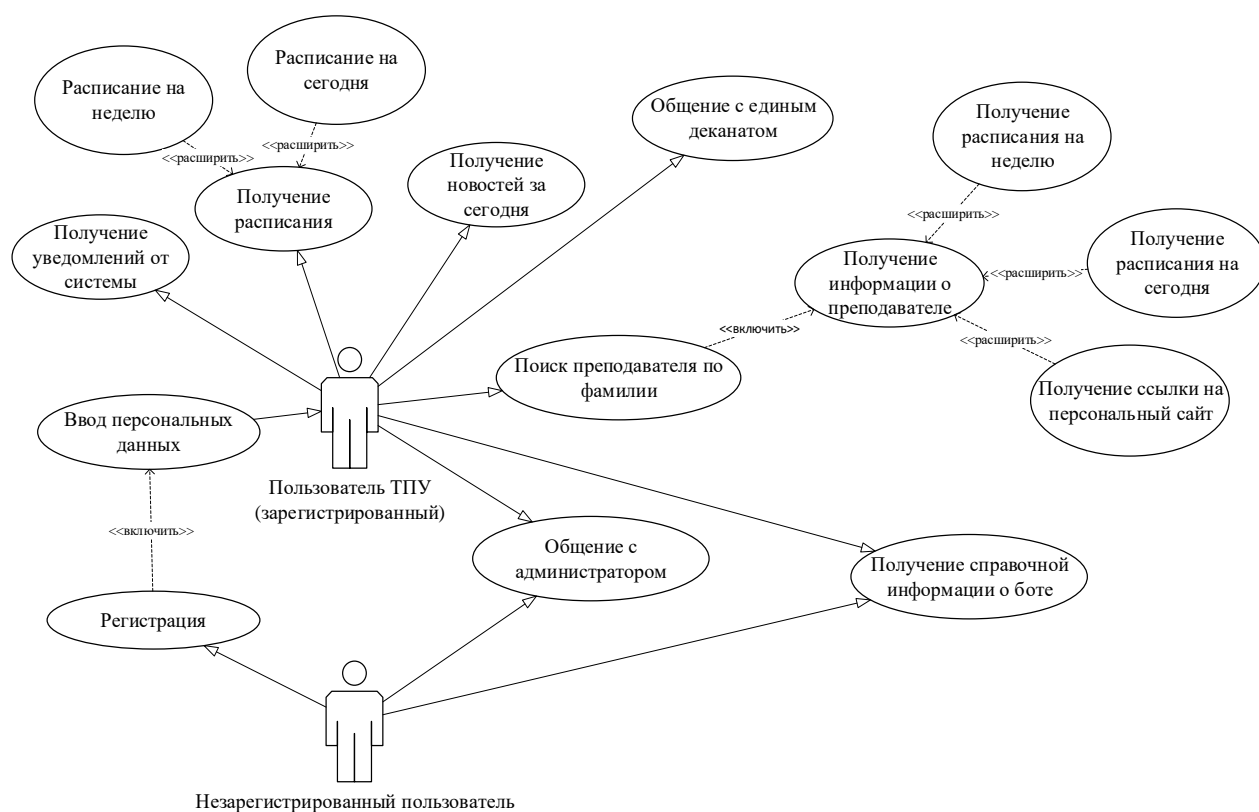 Расписание на
неделю
Расписание на
сегодня
<<расширить>>
<<расширить>>
Получение
расписания
Получение
уведомлений от
системы
Получение
новостей за
сегодня
Общение с единым
деканатом
Получение
расписания на
неделю
<<расширить>>
Получение
информации о
преподавателе
<<расширить>>
Получение
расписания на
сегодня
<<включить>>
<<расширить>>
Поиск преподавателя по
фамилии
Получение ссылки на
персональный сайт
Ввод персональных
данных
Пользователь ТПУ
(зарегистрированный)
<<включить>>
Общение с
администратором
Получение справочной
информации о боте
Регистрация
Незарегистрированный пользователь